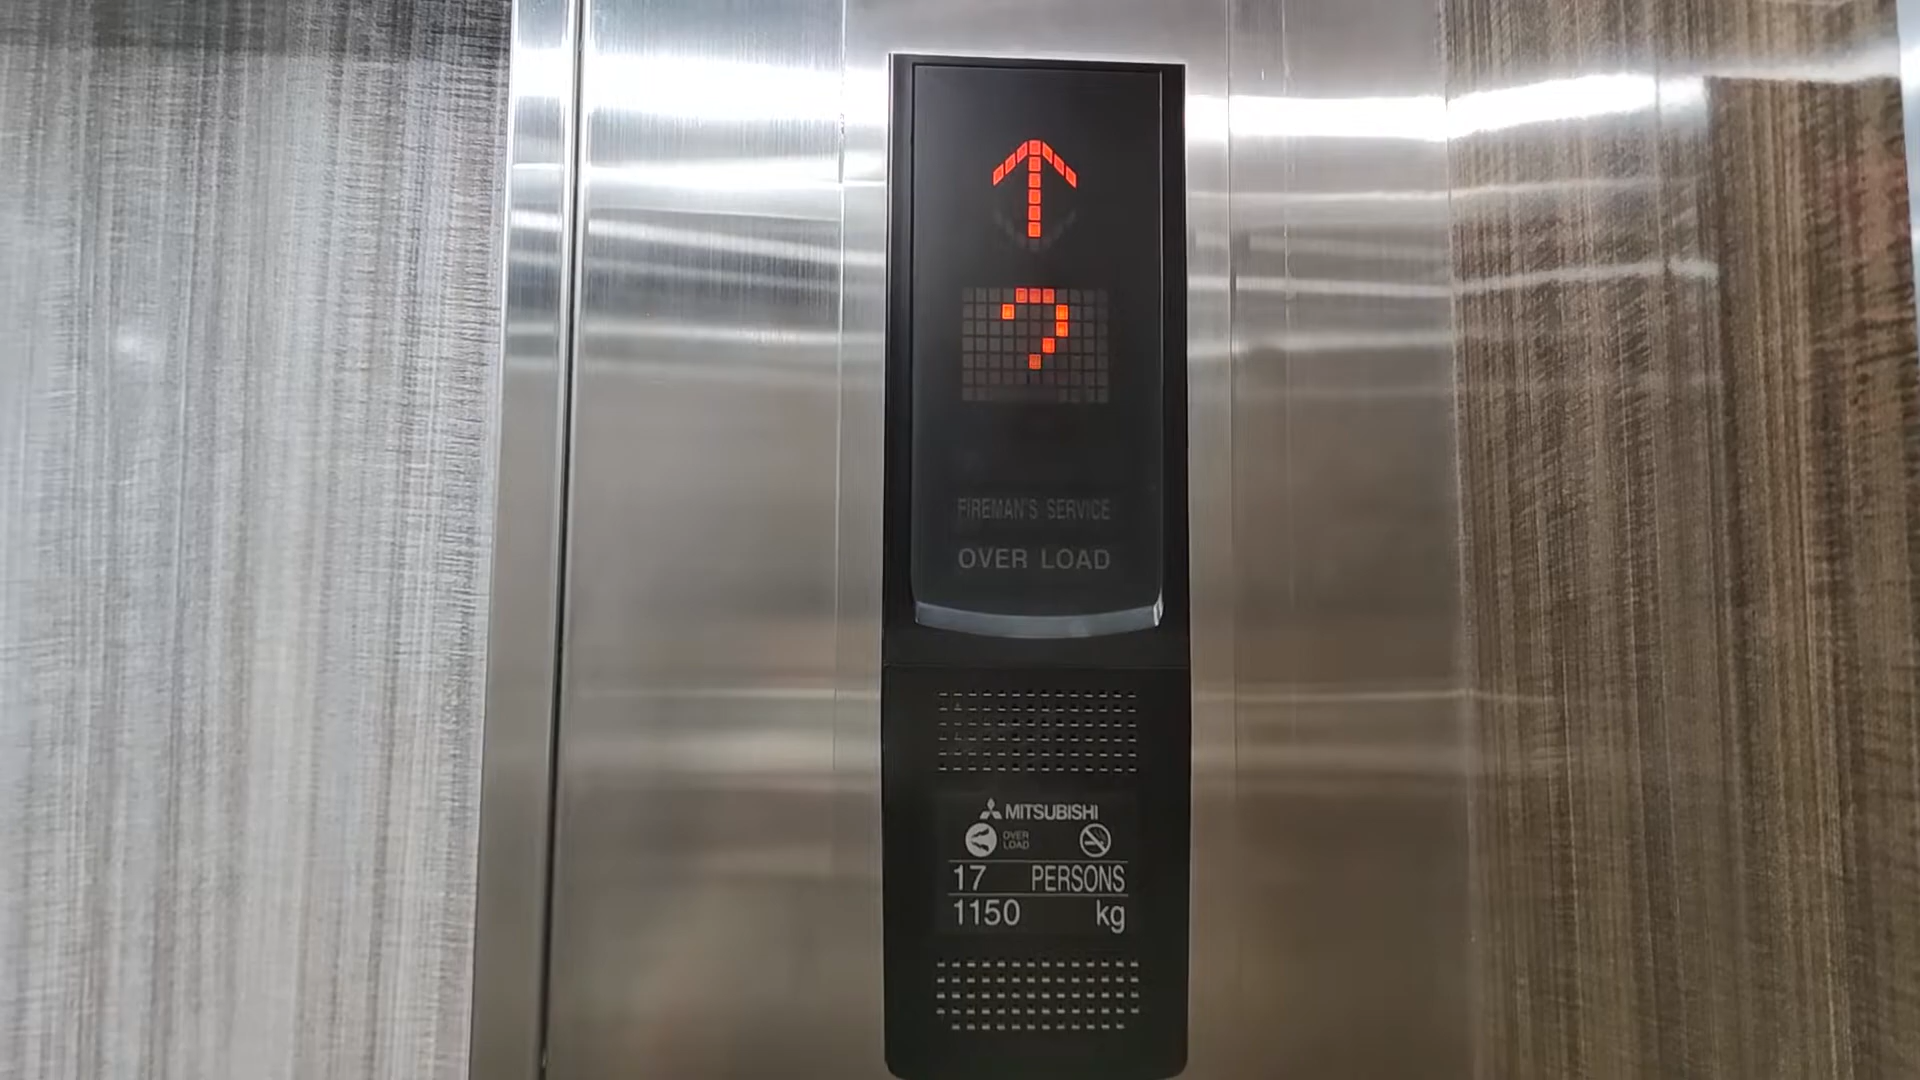 ?
FIREMAN'S SERVICE
OVER LOAD
MITSUBISHI
OVER
LOAD
17 PERSONS
1150 kg